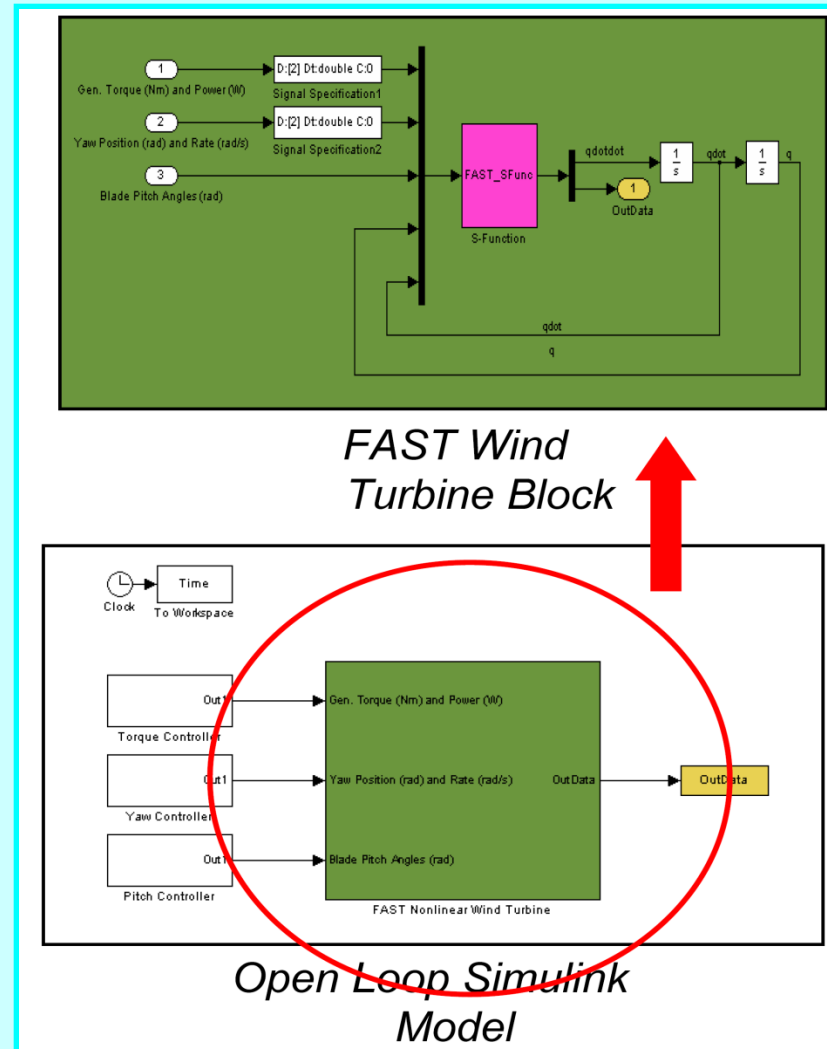 1
D:[2] Dt:double C:0
Gen. Torque (Nm) and Power (W)
Signal Specification1
2
D:[2] Dt:double C:0
Yaw Position (rad) and Rate (rad/s)
Signal Specification2
3
Blade Pitch Angles (rad)
FAST_SFunc
S-Function
qdotdot
1
s
qdot
1
s
q
1
OutData
qdot
q
FAST Wind
Turbine Block
Clock
Time
To Workspace
Out1
Torque Controller
Out1
Yaw Controller
Out1
Pitch Controller
Gen. Torque (Nm) and Power (W)
Yaw Position (rad) and Rate (rad/s)
OutData
Blade Pitch Angles (rad)
FAST Nonlinear Wind Turbine
OutData
Open Loop Simulink
Model